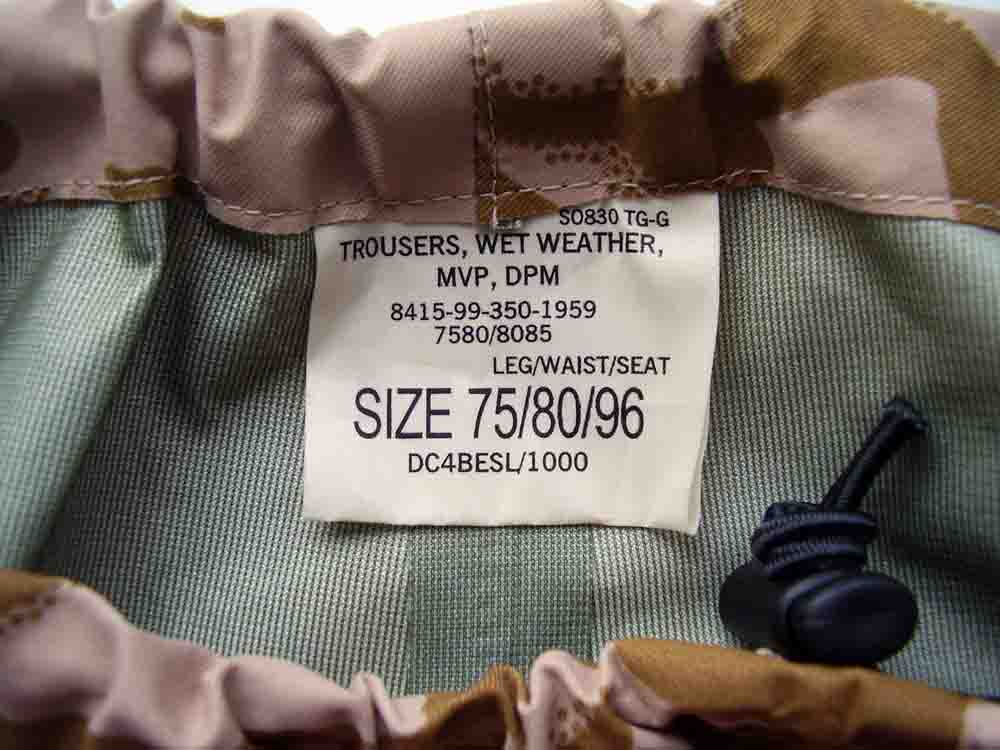 SO830 TG-G
TROUSERS, WET WEATHER,
MVP, DPM
8415-99-350-1959
7580/8085
LEG/WAIST/SEAT
SIZE 75/80/96
DC4BESL/1000